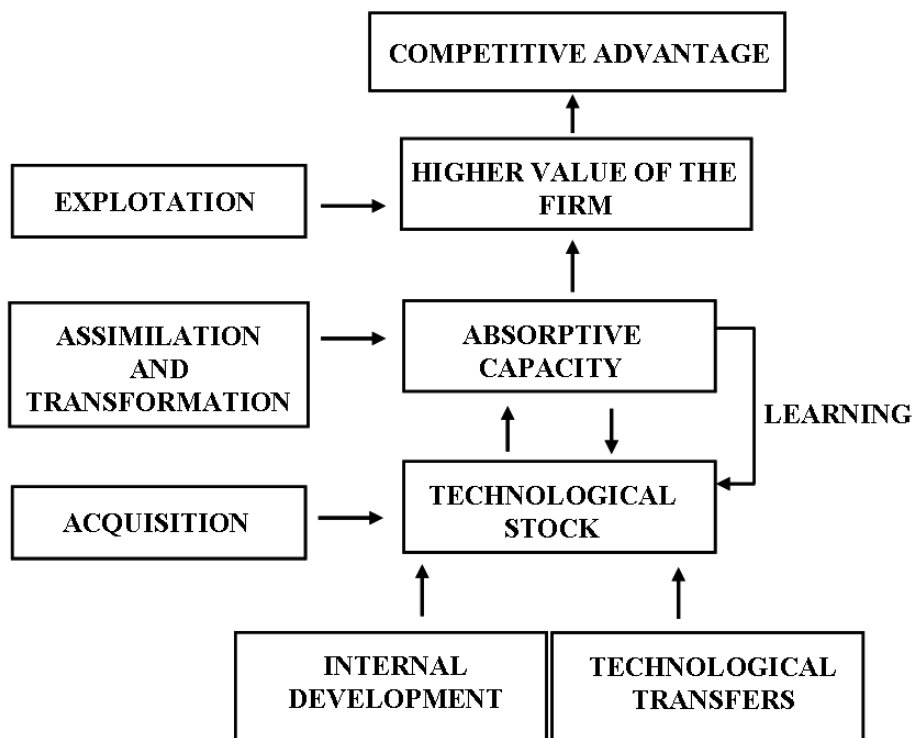 COMPETITIVE ADVANTAGE
HIGHER VALUE OF THE
FIRM
EXPLOTATION
ASSIMILATION
AND
TRANSFORMATION
ABSORPTIVE
CAPACITY
LEARNING
ACQUISITION
TECHNOLOGICAL
STOCK
INTERNAL
DEVELOPMENT
TECHNOLOGICAL
TRANSFERS